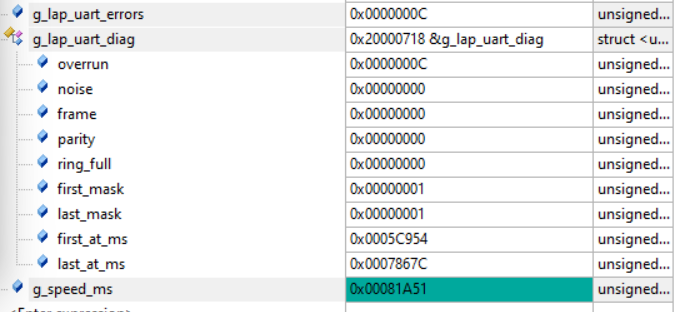 g_lap_uart_errors 0x0000000C unsigned...
g_lap_uart_diag 0x20000718 &g_lap_uart_diag struct <u...
overrun 0x0000000C unsigned...
noise 0x00000000 unsigned...
frame 0x00000000 unsigned...
parity 0x00000000 unsigned...
ring_full 0x00000000 unsigned...
first_mask 0x00000001 unsigned...
last_mask 0x00000001 unsigned...
first_at_ms 0x0005C954 unsigned...
last_at_ms 0x0007867C unsigned...
g_speed_ms 0x00081A51 unsigned...